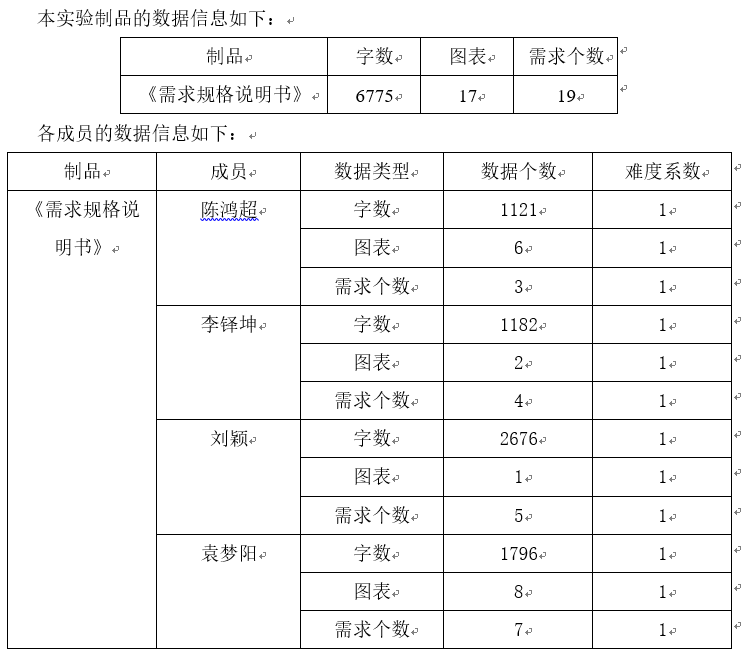 本实验制品的数据信息如下：
制品 字数 图表 需求个数
《需求规格说明书》 6775 17 19
各成员的数据信息如下：
制品 成员 数据类型 数据个数 难度系数
《需求规格说明书》 陈鸿超 字数 1121 1
图表 6 1
需求个数 3 1
李铎坤 字数 1182 1
图表 2 1
需求个数 4 1
刘颖 字数 2676 1
图表 1 1
需求个数 5 1
袁梦阳 字数 1796 1
图表 8 1
需求个数 7 1